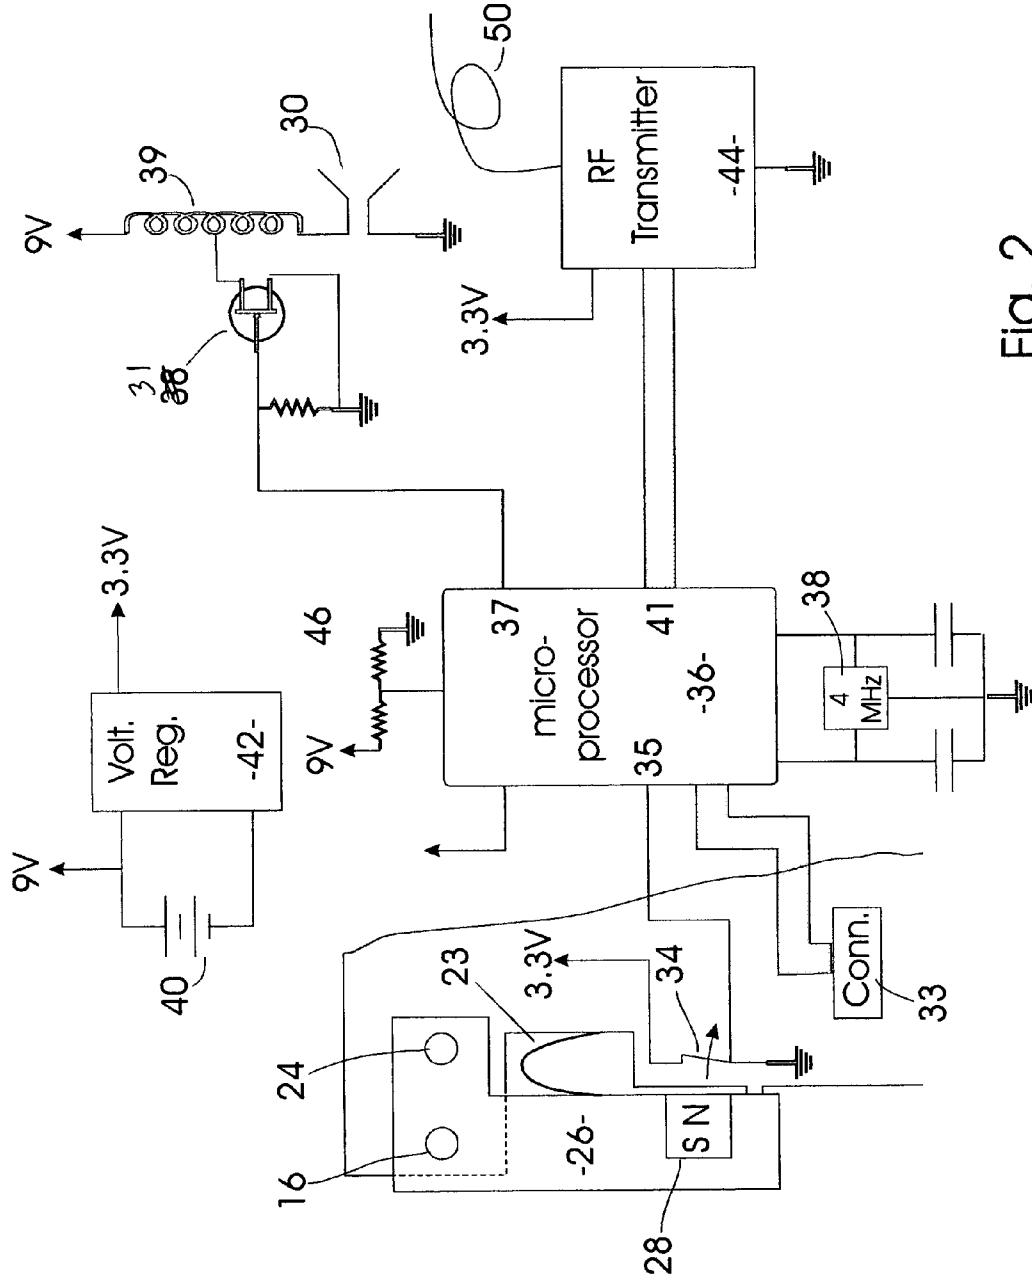 9V
39
30
50
31
38
3.3V
RF
Transmitter
-44-
3.3V
Volt.
Reg.
-42-
9V
40
46
9V
37
micro-
processor
41
-36-
35
38
4
MHz
24
16
23
3.3V
34
-26-
S N
28
Conn.
33
Fig. 2